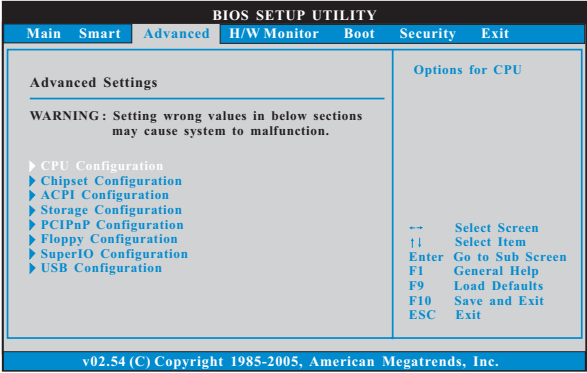 BIOS SETUP UTILITY
Main Smart Advanced H/W Monitor Boot Security Exit
Advanced Settings
WARNING : Setting wrong values in below sections
may cause system to malfunction.
CPU Configuration
Chipset Configuration
ACPI Configuration
Storage Configuration
PCIPnP Configuration
Floppy Configuration
SuperIO Configuration
USB Configuration
Options for CPU
←→ Select Screen
↑↓ Select Item
Enter Go to Sub Screen
F1 General Help
F9 Load Defaults
F10 Save and Exit
ESC Exit
v02.54 (C) Copyright 1985-2005, American Megatrends, Inc.